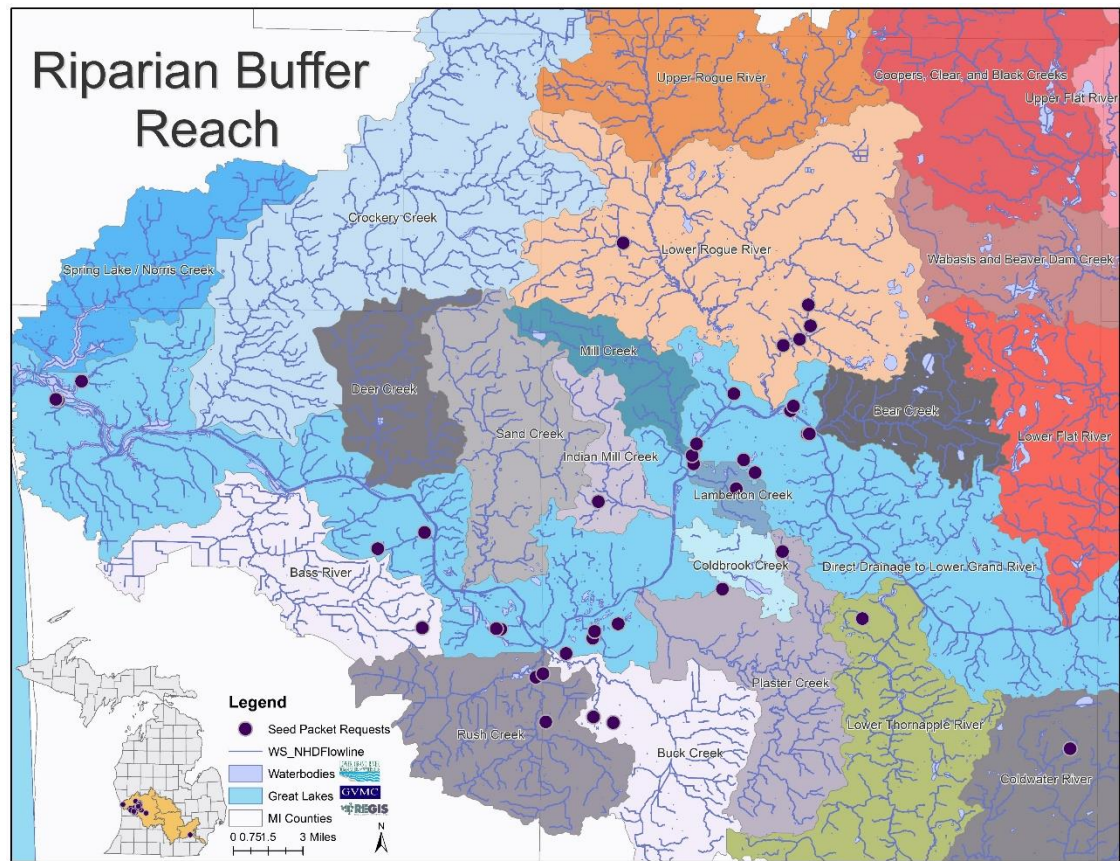 Riparian Buffer
Reach
Upper Rogue River
Coopers, Clear, and Black Creeks
Upper Flat River
Crockery Creek
Lower Rogue River
Wabasis and Beaver Dam Creek
Spring Lake / Norris Creek
Mill Creek
Deer Creek
Bear Creek
Sand Creek
Lower Flat River
Indian Mill Creek
Lamberton Creek
Coldbrook Creek
Direct Drainage to Lower Grand River
Bass River
Plaster Creek
Lower Thornapple River
Rush Creek
Buck Creek
Coldwater River
Legend
Seed Packet Requests
WS_NHDFlowline
Waterbodies
Great Lakes
GVMC
MI Counties
REGIS
0 0.751.5 3 Miles
N